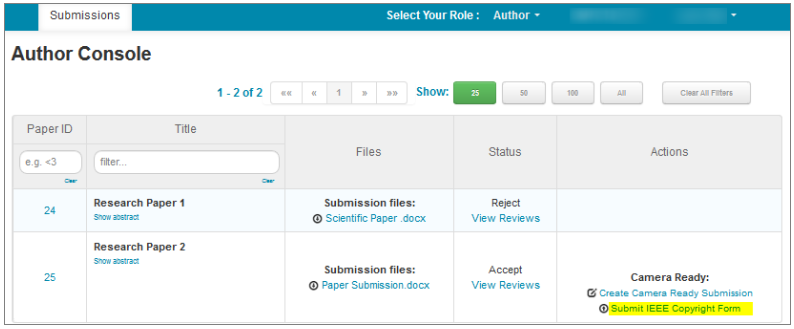 Submissions
Select Your Role : Author
Author Console
1 - 2 of 2 «« « 1 » »» Show: 25 50 100 All Clear All Filters
Paper ID Title Files Status Actions
e.g. <3 filter...
Clear Clear
24 Research Paper 1 Submission files: Reject
Show abstract Scientific Paper .docx View Reviews
Research Paper 2
Show abstract
25 Submission files: Accept Camera Ready:
Paper Submission.docx View Reviews Create Camera Ready Submission
Submit IEEE Copyright Form